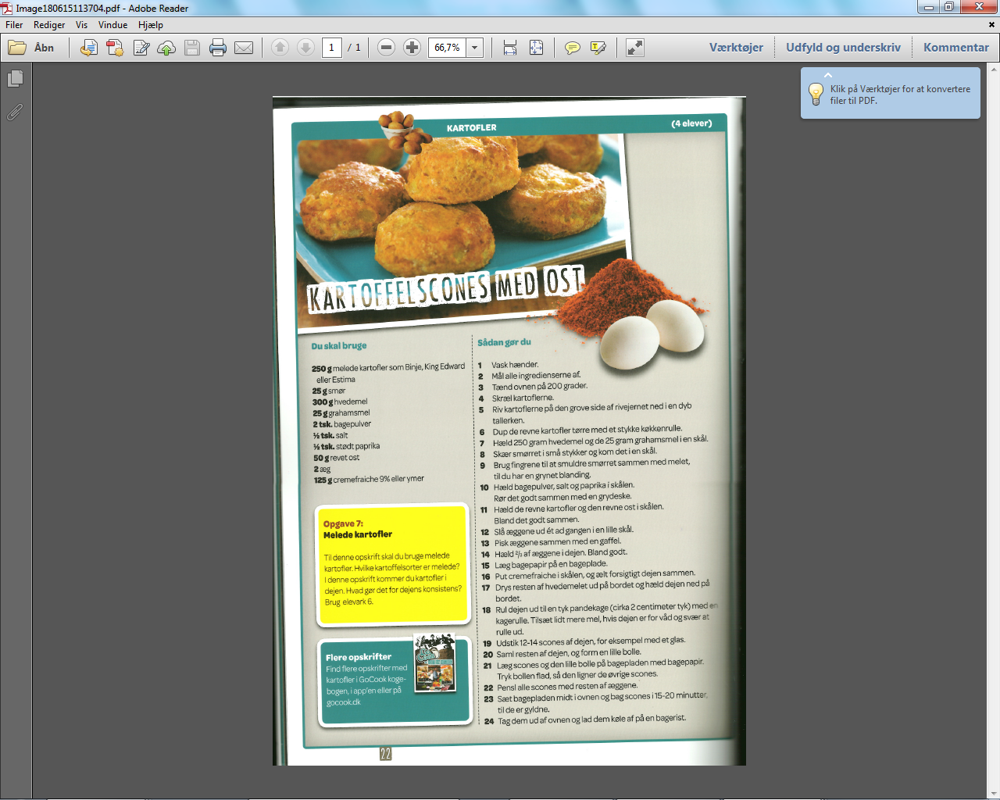 Image180615113704.pdf - Adobe Reader
Filer Rediger Vis Vindue Hjælp
Åbn 1 / 1 66,7% Værktøjer Udfyld og underskriv Kommentar
Klik på Værktøjer for at konvertere
filer til PDF.
KARTOFLER (4 elever)
KARTOFFELSCONES MED OST
Du skal bruge
250 g melede kartofler som Binje, King Edward
eller Estima
25 g smør
300 g hvedemel
25 g grahamsmel
2 tsk. bagepulver
½ tsk. salt
½ tsk. stødt paprika
50 g revet ost
2 æg
125 g cremefraiche 9% eller ymer
Opgave 7:
Melede kartofler
Til denne opskrift skal du bruge melede
kartofler. Hvilke kartoffelsorter er melede?
I denne opskrift kommer du kartofler i
dejen. Hvad gør det for dejens konsistens?
Brug elevark 6.
Flere opskrifter
Find flere opskrifter med
kartofler i GoCook koge-
bogen, i app'en eller på
gocook.dk
Sådan gør du
1 Vask hænder.
2 Mål alle ingredienserne af.
3 Tænd ovnen på 200 grader.
4 Skræl kartoflerne.
5 Riv kartoflerne på den grove side af rivejernet ned i en dyb
tallerken.
6 Dup de revne kartofler tørre med et stykke køkkenrulle.
7 Hæld 250 gram hvedemel og de 25 gram grahamsmel i en skål.
8 Skær smørret i små stykker og kom det i en skål.
9 Brug fingrene til at smuldre smørret sammen med melet,
til du har en grynet blanding.
10 Hæld bagepulver, salt og paprika i skålen.
Rør det godt sammen med en grydeske.
11 Hæld de revne kartofler og den revne ost i skålen.
Bland det godt sammen.
12 Slå æggene ud ét ad gangen i en lille skål.
13 Pisk æggene sammen med en gaffel.
14 Hæld ⅔ af æggene i dejen. Bland godt.
15 Læg bagepapir på en bageplade.
16 Put cremefraiche i skålen, og ælt forsigtigt dejen sammen.
17 Drys resten af hvedemelet ud på bordet og hæld dejen ned på
bordet.
18 Rul dejen ud til en tyk pandekage (cirka 2 centimeter tyk) med en
kagerulle. Tilsæt lidt mere mel, hvis dejen er for våd og svær at
rulle ud.
19 Udstik 12-14 scones af dejen, for eksempel med et glas.
20 Saml resten af dejen, og form en lille bolle.
21 Læg scones og den lille bolle på bagepladen med bagepapir.
Tryk bollen flad, så den ligner de øvrige scones.
22 Pensl alle scones med resten af æggene.
23 Sæt bagepladen midt i ovnen og bag scones i 15-20 minutter,
til de er gyldne.
24 Tag dem ud af ovnen og lad dem køle af på en bagerist.
22